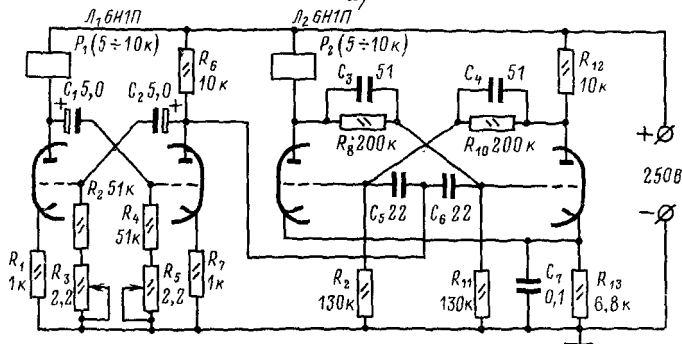 Л₁ 6Н1П
Л₂ 6Н1П
P₁ (5÷10к)
P₂ (5÷10к)
R₆
10к
C₃ 51
C₄ 51
R₁₂
10к
+C₁ 5,0
C₂ 5,0 +
R₈ 200к
R₁₀ 200к
+
250в
−
R₂ 51к
R₄
51к
C₅ 22
C₆ 22
R₁
1к
R₃
2,2
R₅
2,2
R₇
1к
R₂
130к
R₁₁
130к
C₇
0,1
R₁₃
6,8к